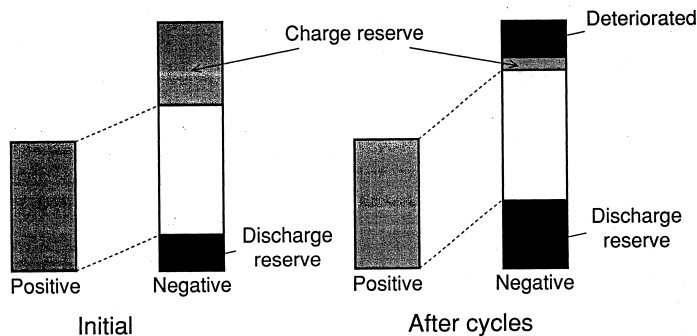 Charge reserve
Deteriorated
Discharge
reserve
Positive
Negative
Initial
Discharge
reserve
Positive
Negative
After cycles